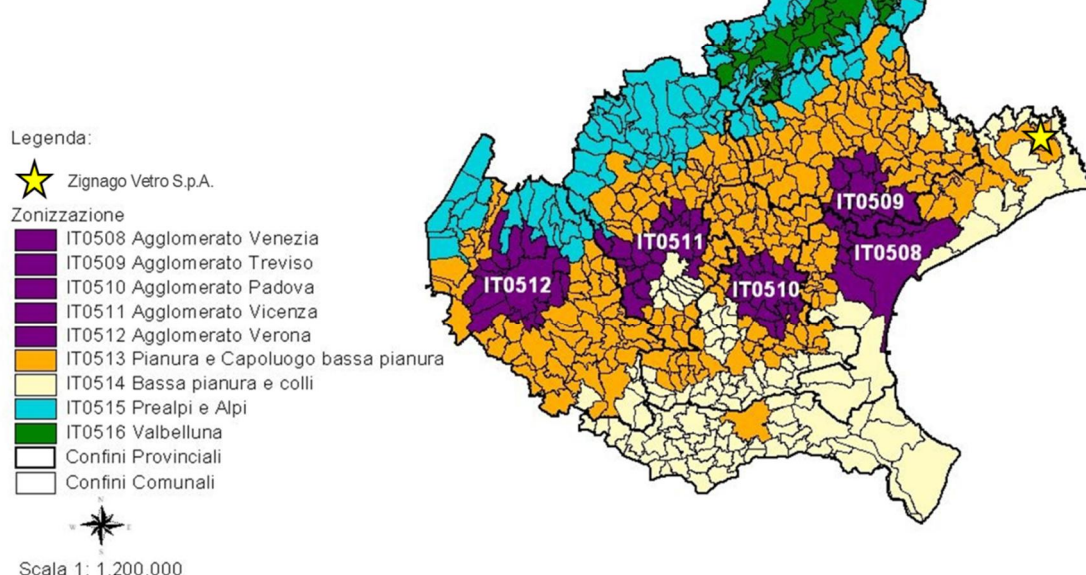 Legenda:
Zignago Vetro S.p.A.
Zonizzazione
IT0508 Agglomerato Venezia
IT0509 Agglomerato Treviso
IT0510 Agglomerato Padova
IT0511 Agglomerato Vicenza
IT0512 Agglomerato Verona
IT0513 Pianura e Capoluogo bassa pianura
IT0514 Bassa pianura e colli
IT0515 Prealpi e Alpi
IT0516 Valbelluna
Confini Provinciali
Confini Comunali
N
W E
S
Scala 1: 1.200.000
IT0509
IT0511
IT0508
IT0512
IT0510